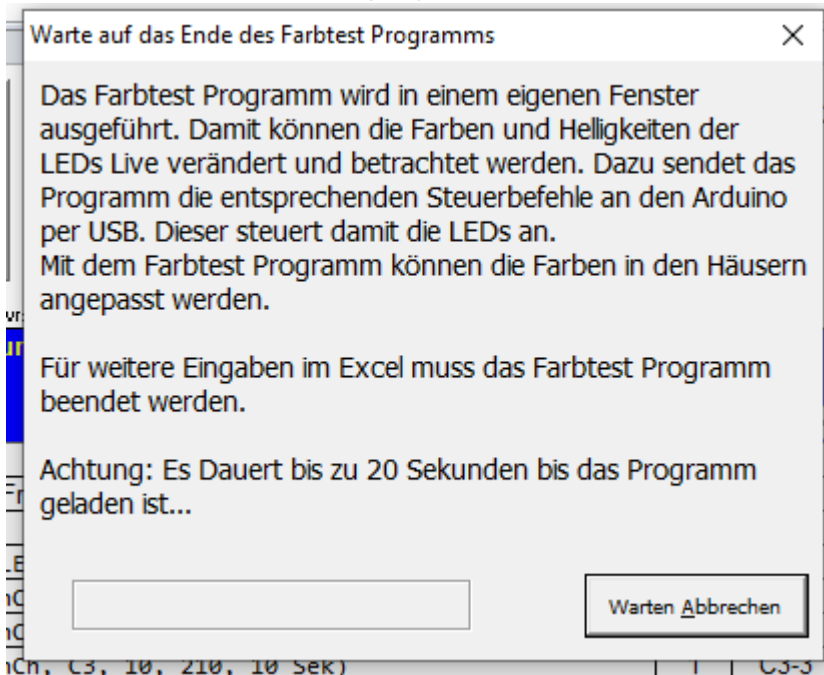 Warte auf das Ende des Farbtest Programms
Das Farbtest Programm wird in einem eigenen Fenster
ausgeführt. Damit können die Farben und Helligkeiten der
LEDs Live verändert und betrachtet werden. Dazu sendet das
Programm die entsprechenden Steuerbefehle an den Arduino
per USB. Dieser steuert damit die LEDs an.
Mit dem Farbtest Programm können die Farben in den Häusern
angepasst werden.
Für weitere Eingaben im Excel muss das Farbtest Programm
beendet werden.
Achtung: Es Dauert bis zu 20 Sekunden bis das Programm
geladen ist...
Warten Abbrechen
C3, 10, 210, 10 Sek) 1 C3-3